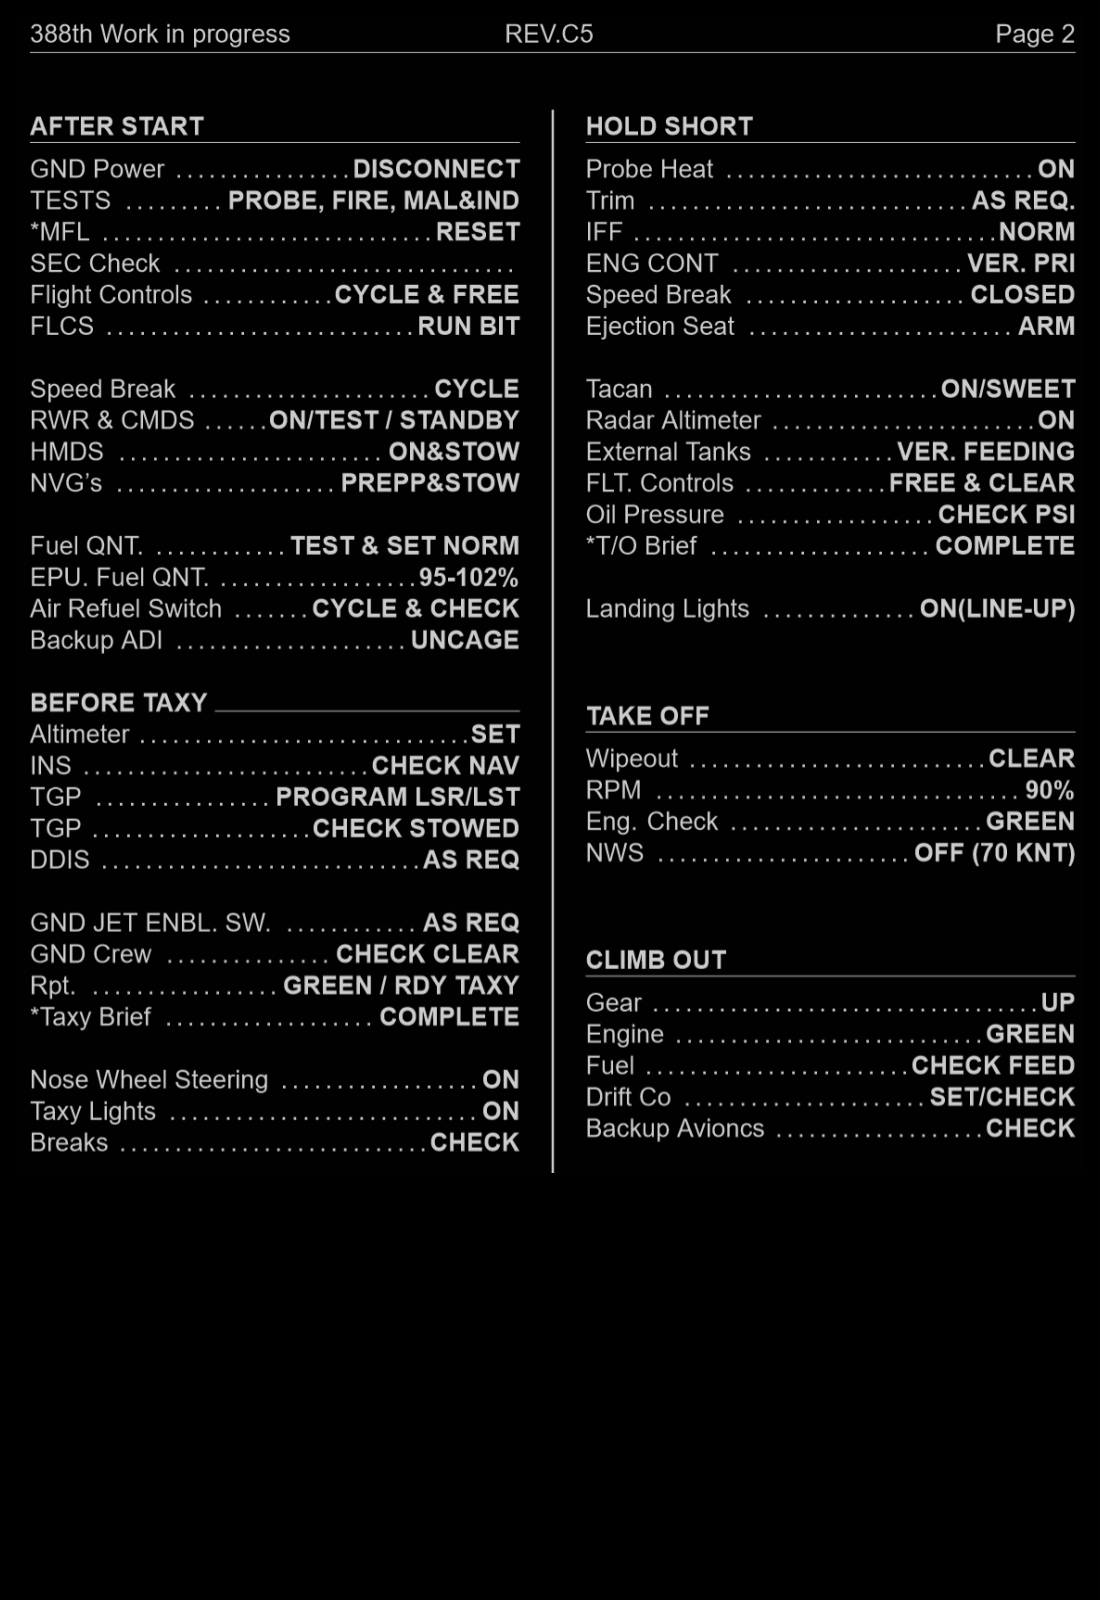 388th Work in progress REV.C5 Page 2
AFTER START
GND Power ................ DISCONNECT
TESTS ......... PROBE, FIRE, MAL&IND
*MFL .............................. RESET
SEC Check ...............................
Flight Controls ............ CYCLE & FREE
FLCS ............................ RUN BIT
Speed Break ...................... CYCLE
RWR & CMDS ...... ON/TEST / STANDBY
HMDS ........................ ON&STOW
NVG’s .................... PREPP&STOW
Fuel QNT. ............ TEST & SET NORM
EPU. Fuel QNT. .................. 95-102%
Air Refuel Switch ....... CYCLE & CHECK
Backup ADI ..................... UNCAGE
BEFORE TAXY
Altimeter .............................. SET
INS .......................... CHECK NAV
TGP ................ PROGRAM LSR/LST
TGP .................... CHECK STOWED
DDIS ............................. AS REQ
GND JET ENBL. SW. ............ AS REQ
GND Crew ............... CHECK CLEAR
Rpt. ................. GREEN / RDY TAXY
*Taxy Brief ................... COMPLETE
Nose Wheel Steering .................. ON
Taxy Lights ............................ ON
Breaks ............................ CHECK
HOLD SHORT
Probe Heat ............................ ON
Trim ............................. AS REQ.
IFF ................................. NORM
ENG CONT ..................... VER. PRI
Speed Break .................... CLOSED
Ejection Seat ........................ ARM
Tacan ......................... ON/SWEET
Radar Altimeter ........................ ON
External Tanks ............ VER. FEEDING
FLT. Controls ............. FREE & CLEAR
Oil Pressure .................. CHECK PSI
*T/O Brief .................... COMPLETE
Landing Lights .............. ON(LINE-UP)
TAKE OFF
Wipeout ........................... CLEAR
RPM ................................. 90%
Eng. Check ....................... GREEN
NWS ....................... OFF (70 KNT)
CLIMB OUT
Gear ................................... UP
Engine ............................ GREEN
Fuel ........................ CHECK FEED
Drift Co ...................... SET/CHECK
Backup Avioncs ................... CHECK